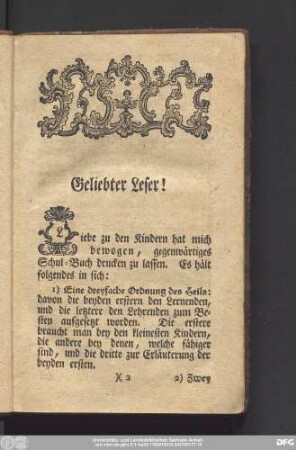 Geliebter Leser!
Liebe zu den Kindern hat mich
bewogen, gegenwärtiges
Schul-Buch drucken zu lassen. Es hält
folgendes in sich:
1) Eine dreyfache Ordnung des Heils:
davon die beyden erstern den Lernenden,
und die letztere den Lehrenden zum Be-
sten aufgesetzt worden. Die erstere
braucht man bey den kleinesten Kindern,
die andere bey denen, welche fähiger
sind, und die dritte zur Erläuterung der
beyden ersten.
)( 2 2) Zwey